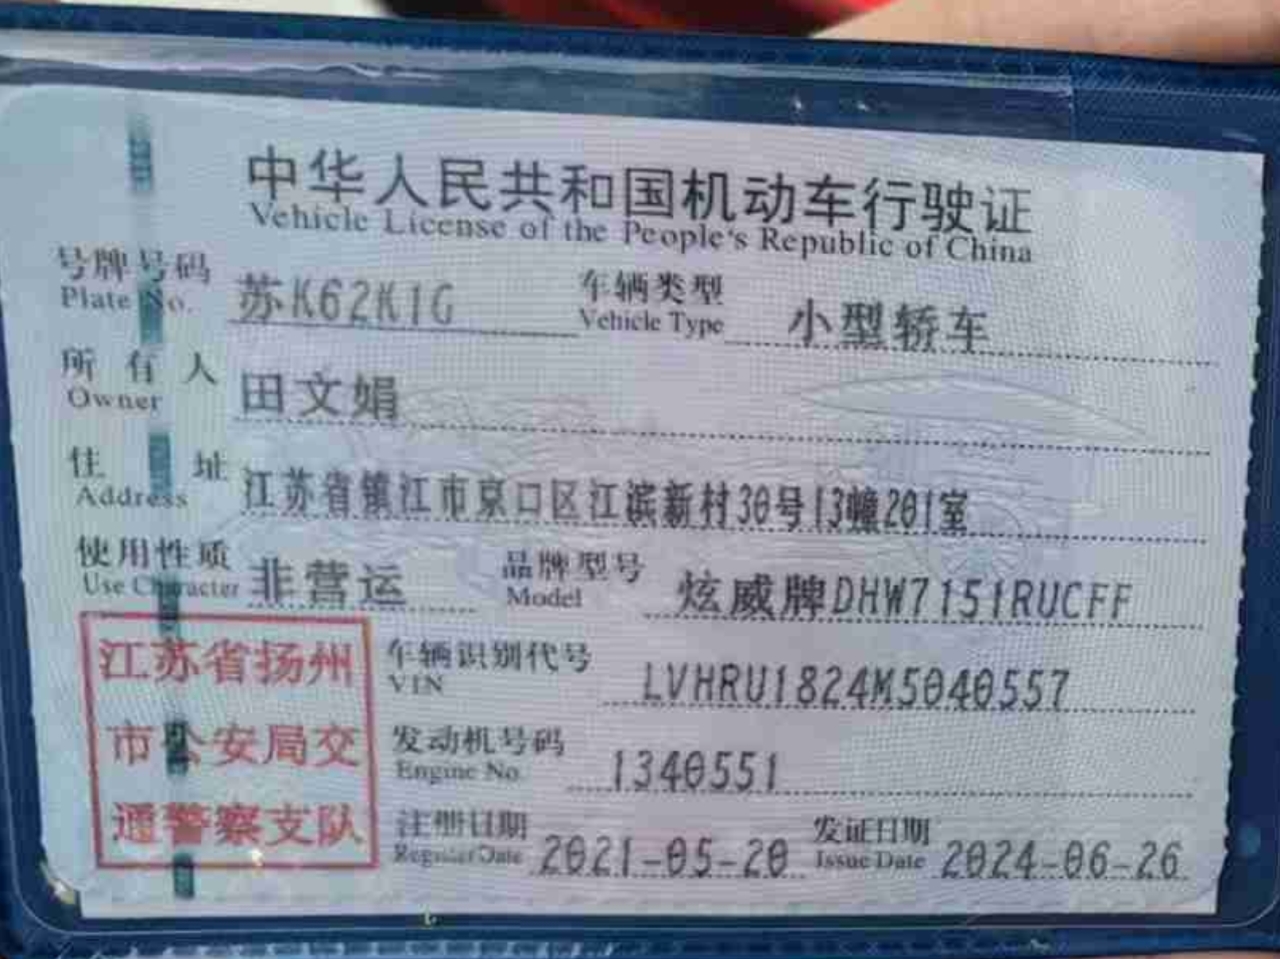 中华人民共和国机动车行驶证
Vehicle License of the People's Republic of China
号牌号码 苏K62K1G 车辆类型 小型轿车
Plate No. Vehicle Type
所有人 田文娟
Owner
住址 江苏省镇江市京口区江滨新村30号13幢201室
Address
使用性质 非营运 品牌型号 炫威牌DHW7151RUCFF
Use Character Model
江苏省扬州
市公安局交
通警察支队
车辆识别代号 LVHRU1824M5040557
VIN
发动机号码 1340551
Engine No.
注册日期 2021-05-20 发证日期 2024-06-26
Register Date Issue Date